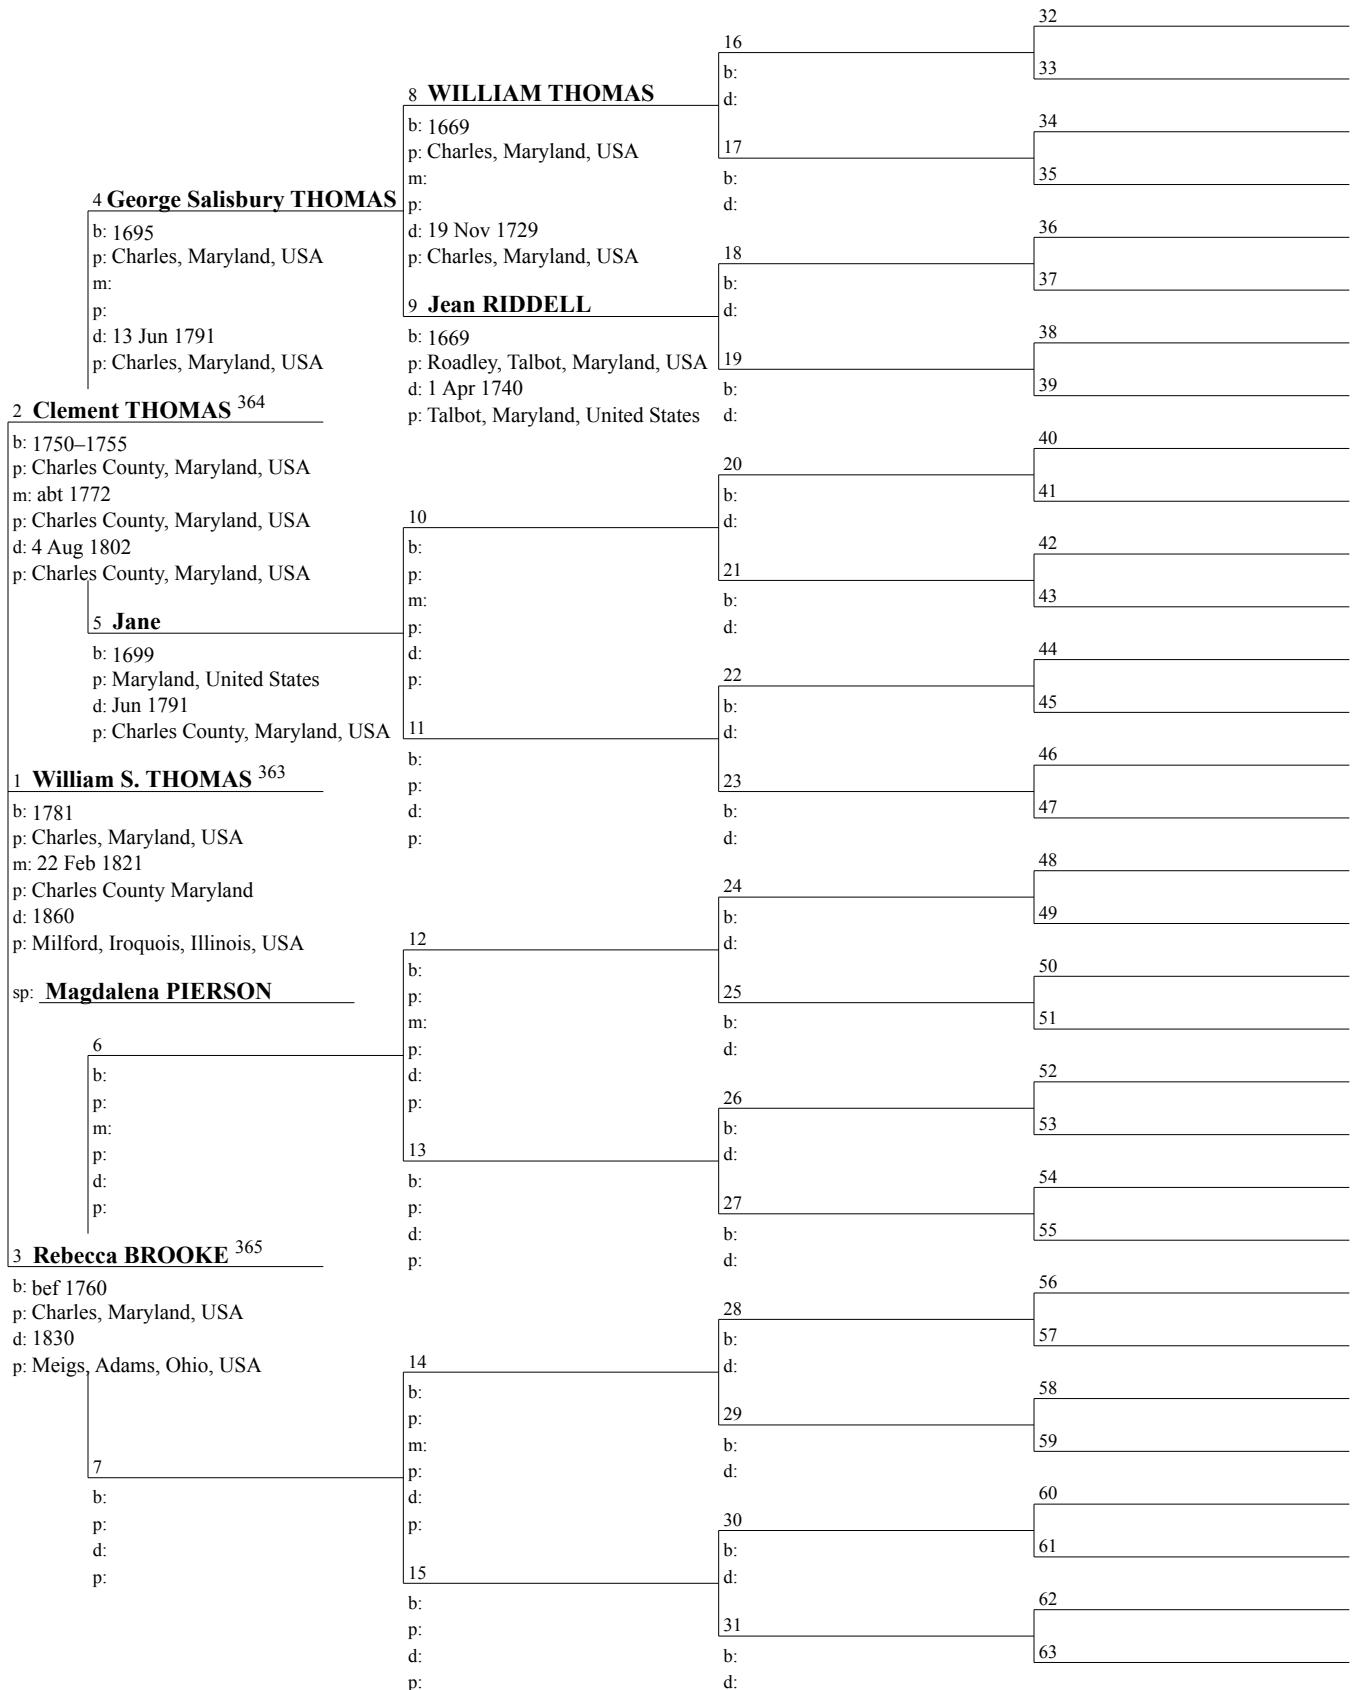 8 WILLIAM THOMAS
b: 1669
p: Charles, Maryland, USA
m:
p:
d: 19 Nov 1729
p: Charles, Maryland, USA
4 George Salisbury THOMAS
b: 1695
p: Charles, Maryland, USA
m:
p:
d: 13 Jun 1791
p: Charles, Maryland, USA
9 Jean RIDDELL
b: 1669
p: Roadley, Talbot, Maryland, USA
d: 1 Apr 1740
p: Talbot, Maryland, United States
2 Clement THOMAS 364
b: 1750–1755
p: Charles County, Maryland, USA
m: abt 1772
p: Charles County, Maryland, USA
d: 4 Aug 1802
p: Charles County, Maryland, USA
10
b:
p:
m:
p:
d:
p:
5 Jane
b: 1699
p: Maryland, United States
d: Jun 1791
p: Charles County, Maryland, USA
11
b:
p:
d:
p:
1 William S. THOMAS 363
b: 1781
p: Charles, Maryland, USA
m: 22 Feb 1821
p: Charles County Maryland
d: 1860
p: Milford, Iroquois, Illinois, USA
sp: Magdalena PIERSON
12
b:
p:
m:
p:
d:
p:
6
b:
p:
m:
p:
d:
p:
13
b:
p:
d:
p:
3 Rebecca BROOKE 365
b: bef 1760
p: Charles, Maryland, USA
d: 1830
p: Meigs, Adams, Ohio, USA
14
b:
p:
m:
p:
d:
p:
7
b:
p:
d:
p:
15
b:
p:
d:
p:
16
b:
d:
17
b:
d:
18
b:
d:
19
b:
d:
20
b:
d:
21
b:
d:
22
b:
d:
23
b:
d:
24
b:
d:
25
b:
d:
26
b:
d:
27
b:
d:
28
b:
d:
29
b:
d:
30
b:
d:
31
b:
d:
32
33
34
35
36
37
38
39
40
41
42
43
44
45
46
47
48
49
50
51
52
53
54
55
56
57
58
59
60
61
62
63